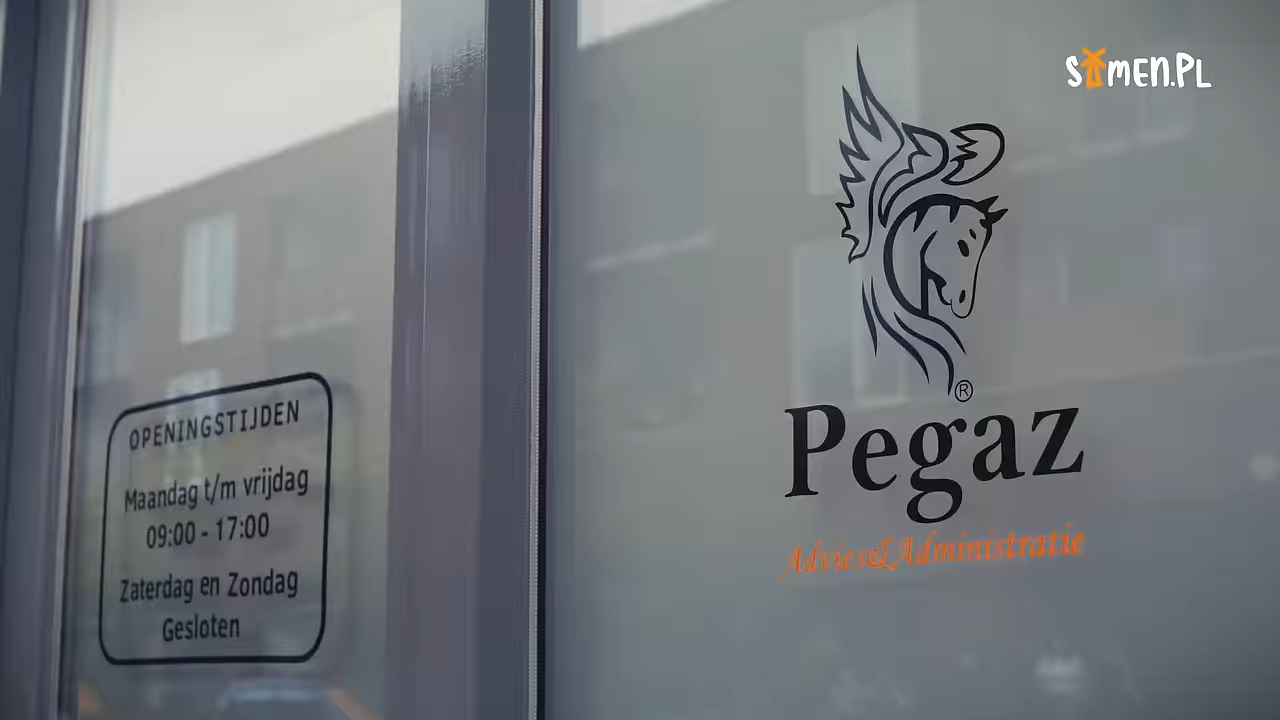 SAMEN.PL
OPENINGSTIJDEN
Maandag t/m vrijdag
09:00 - 17:00
Zaterdag en Zondag
Gesloten
®
Pegaz
Advies&Administratie